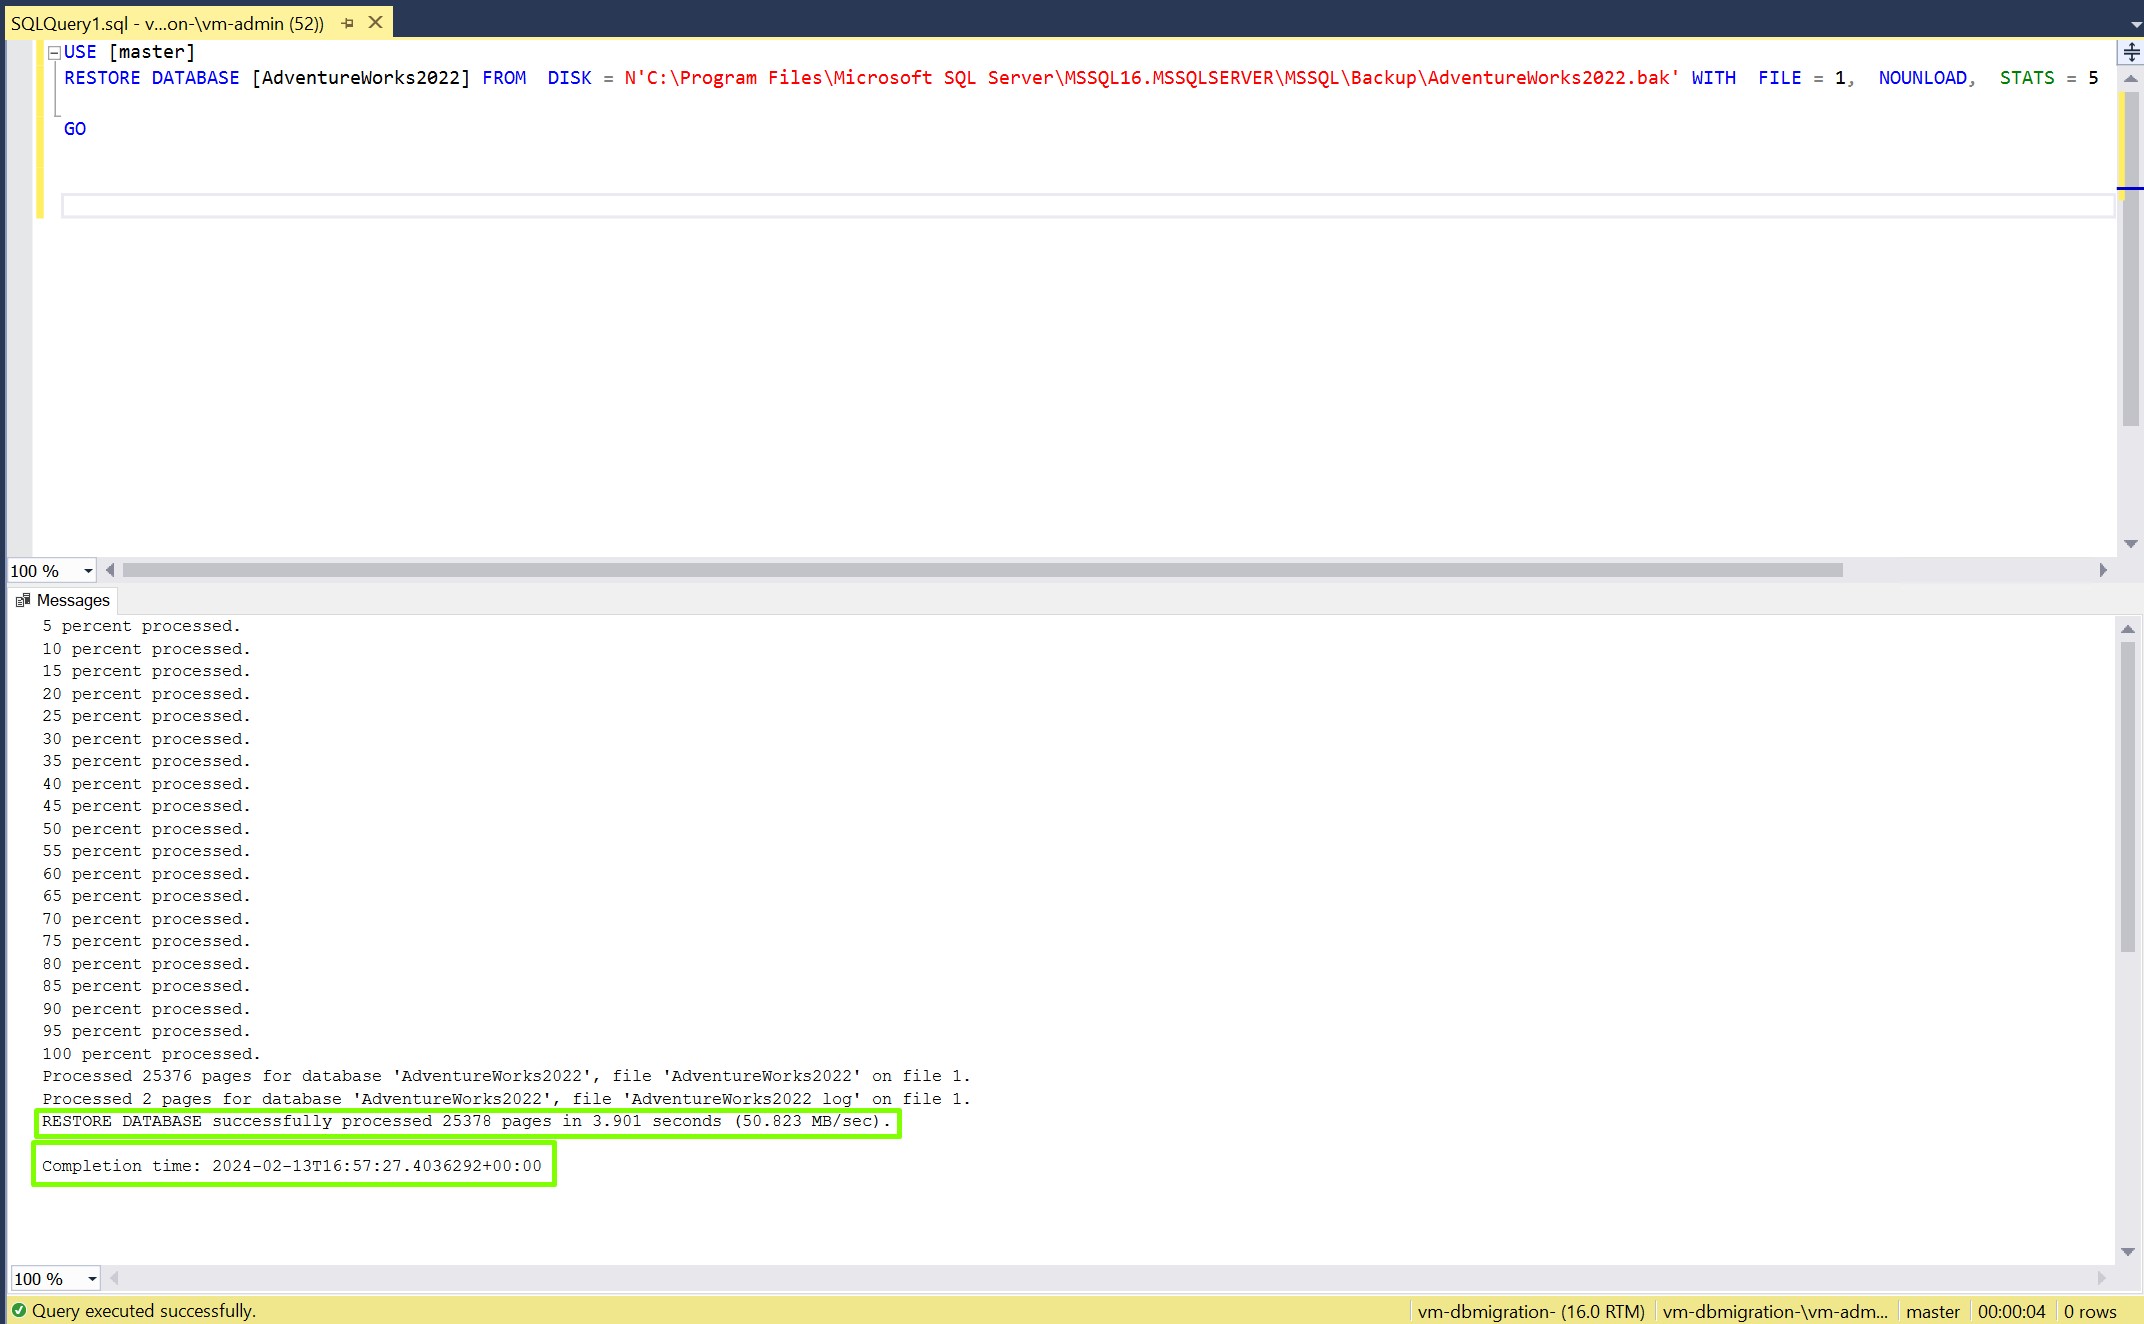 SQLQuery1.sql - v...on-\vm-admin (52))
USE [master]
RESTORE DATABASE [AdventureWorks2022] FROM  DISK = N'C:\Program Files\Microsoft SQL Server\MSSQL16.MSSQLSERVER\MSSQL\Backup\AdventureWorks2022.bak' WITH  FILE = 1,  NOUNLOAD,  STATS = 5
GO
100 %
Messages
5 percent processed.
10 percent processed.
15 percent processed.
20 percent processed.
25 percent processed.
30 percent processed.
35 percent processed.
40 percent processed.
45 percent processed.
50 percent processed.
55 percent processed.
60 percent processed.
65 percent processed.
70 percent processed.
75 percent processed.
80 percent processed.
85 percent processed.
90 percent processed.
95 percent processed.
100 percent processed.
Processed 25376 pages for database 'AdventureWorks2022', file 'AdventureWorks2022' on file 1.
Processed 2 pages for database 'AdventureWorks2022', file 'AdventureWorks2022 log' on file 1.
RESTORE DATABASE successfully processed 25378 pages in 3.901 seconds (50.823 MB/sec).
Completion time: 2024-02-13T16:57:27.4036292+00:00
100 %
Query executed successfully.
vm-dbmigration- (16.0 RTM)
vm-dbmigration-\vm-adm...
master
00:00:04
0 rows